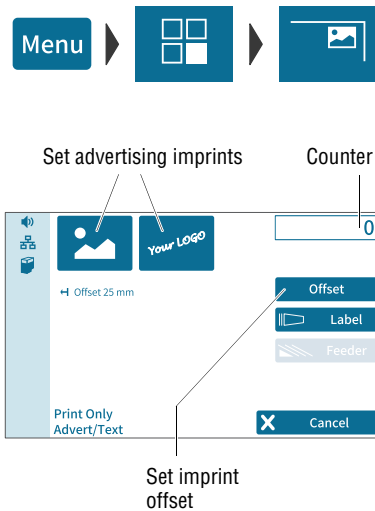 Menu
Set advertising imprints
Counter
Your LOGO
0
Offset 25 mm
Offset
Label
Feeder
Print Only
Advert/Text
Cancel
Set imprint
offset